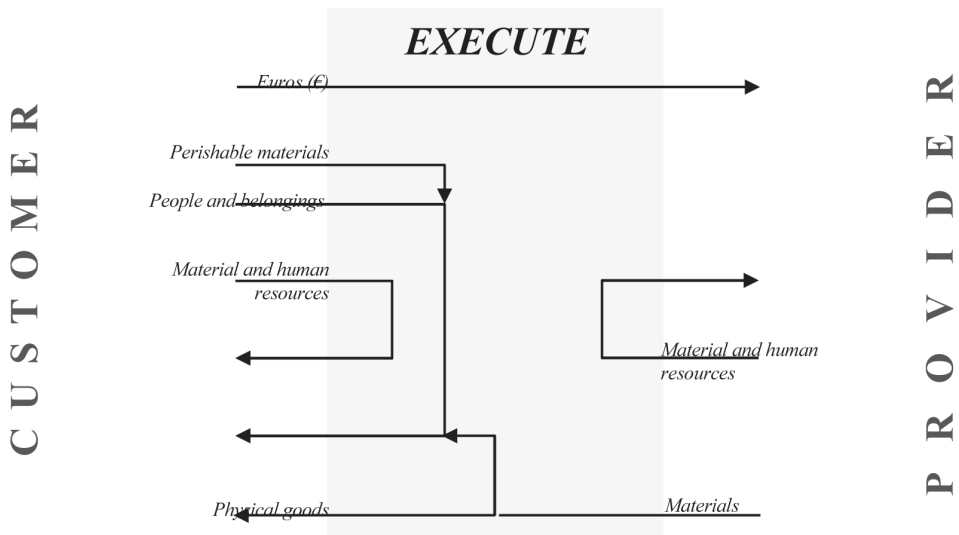 EXECUTE
CUSTOMER
Euros (€)
Perishable materials
People and belongings
Material and human
resources
Material and human
resources
Physical goods
Materials
PROVIDER